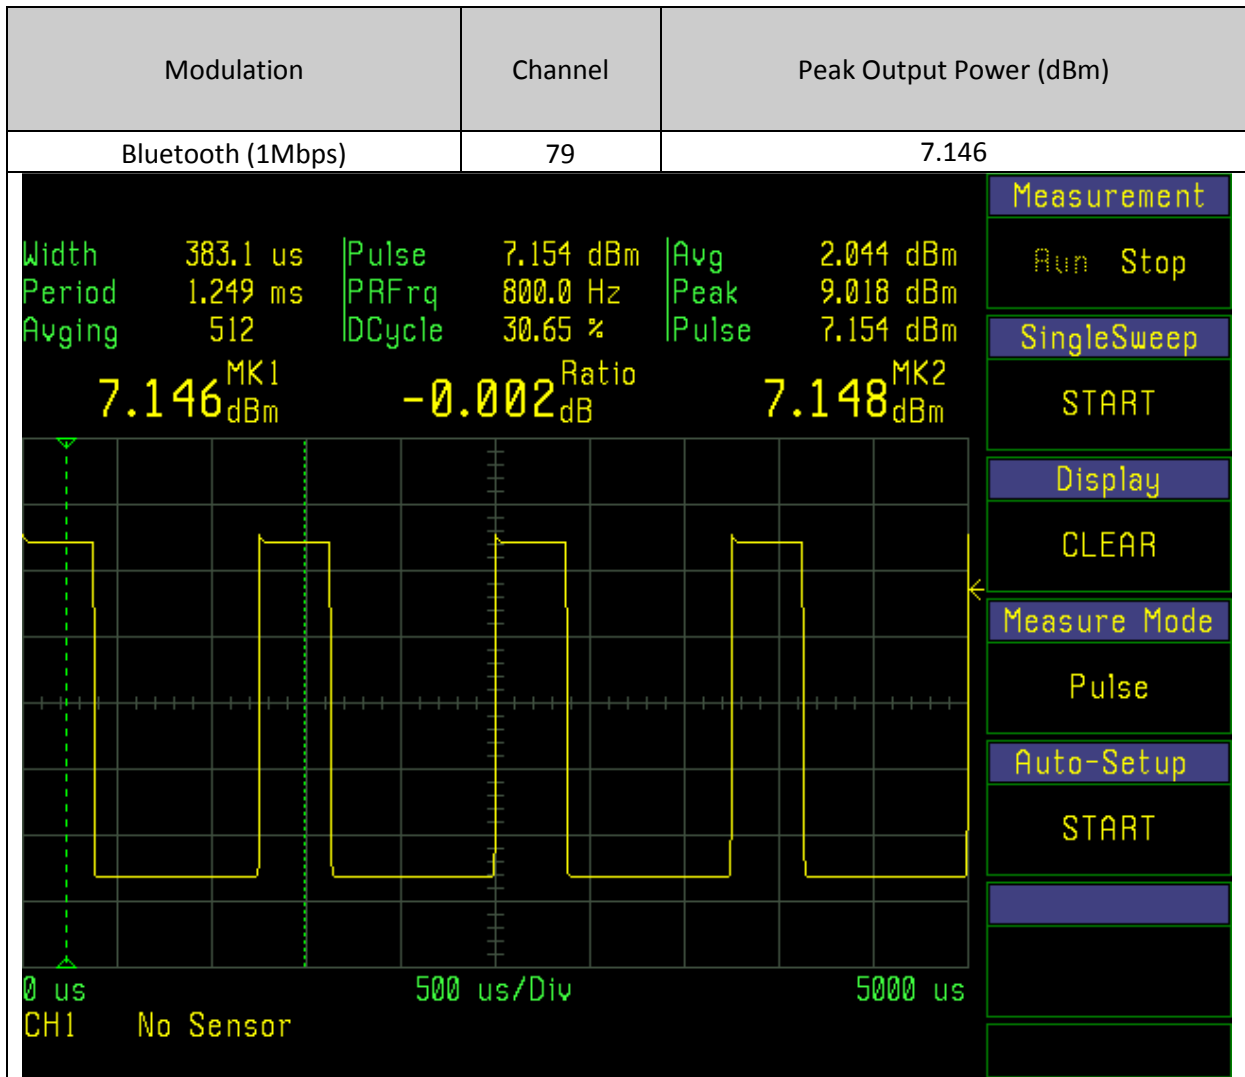 Modulation Channel Peak Output Power (dBm)
Bluetooth (1Mbps) 79 7.146
Measurement
Run Stop
Width 383.1 us Pulse 7.154 dBm Avg 2.044 dBm
Period 1.249 ms PRFrq 800.0 Hz Peak 9.018 dBm
Avging 512 DCycle 30.65 % Pulse 7.154 dBm
SingleSweep
START
7.146 dBm MK1 -0.002 dB Ratio 7.148 dBm MK2
Display
CLEAR
Measure Mode
Pulse
Auto-Setup
START
0 us 500 us/Div 5000 us
CH1 No Sensor